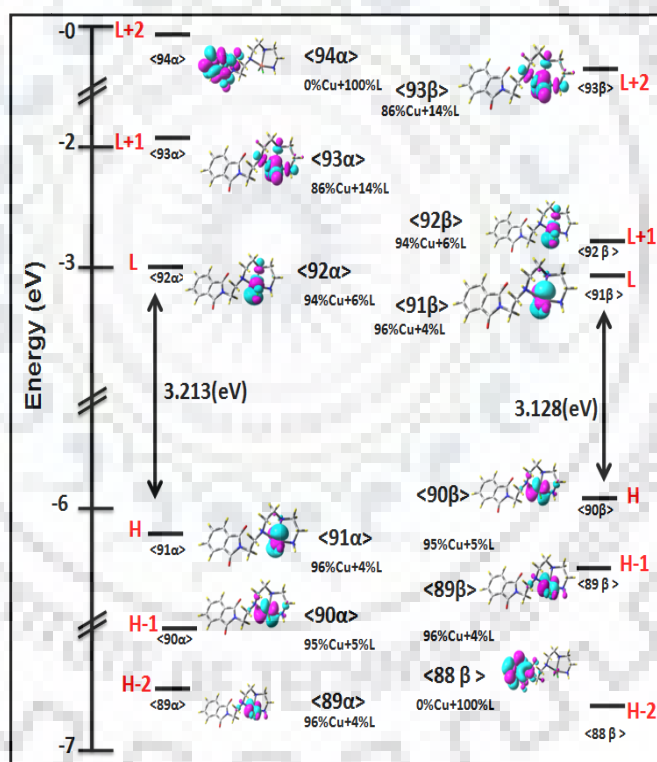 Energy (eV)
-0
-2
-3
-6
-7
L+2
<94α>
<94α>
0%Cu+100%L
L+1
<93α>
<93α>
86%Cu+14%L
L
<92α>
<92α>
94%Cu+6%L
3.213(eV)
H
<91α>
<91α>
96%Cu+4%L
H-1
<90α>
<90α>
95%Cu+5%L
H-2
<89α>
<89α>
96%Cu+4%L
<93β>
86%Cu+14%L
<93β>
L+2
<92β>
94%Cu+6%L
L+1
<92 β >
<91β>
96%Cu+4%L
L
<91β >
3.128(eV)
<90β>
95%Cu+5%L
H
<90β>
<89β>
96%Cu+4%L
H-1
<89 β >
<88 β >
0%Cu+100%L
H-2
<88 β >